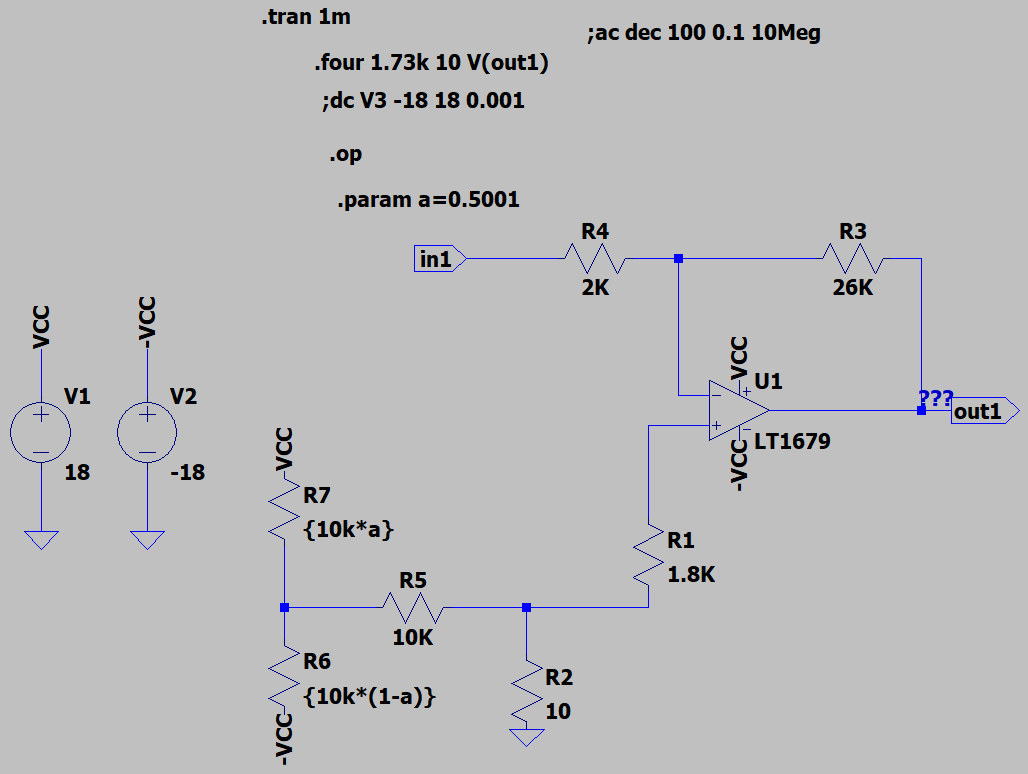 .tran 1m
;ac dec 100 0.1 10Meg
.four 1.73k 10 V(out1)
;dc V3 -18 18 0.001
.op
.param a=0.5001
R4
R3
in1
2K
26K
VCC
-VCC
VCC
V1
V2
U1
+
-
+
−
???
out1
18
-18
LT1679
-VCC
VCC
R7
{10k*a}
R1
1.8K
R5
10K
R6
{10k*(1-a)}
R2
10
-VCC